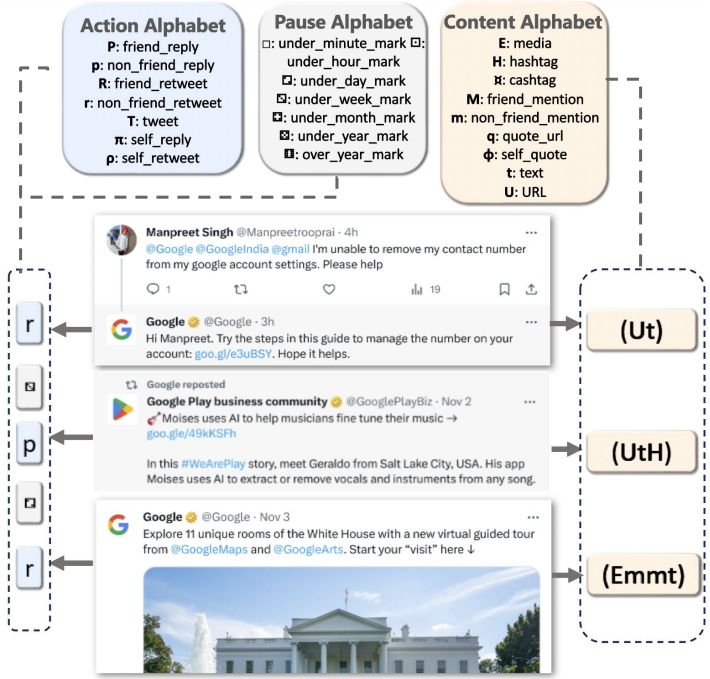 Action Alphabet
P: friend_reply
p: non_friend_reply
R: friend_retweet
r: non_friend_retweet
T: tweet
π: self_reply
ρ: self_retweet
Pause Alphabet
□: under_minute_mark ⚀:
under_hour_mark
⚁: under_day_mark
⚂: under_week_mark
⚃: under_month_mark
⚄: under_year_mark
⚅: over_year_mark
Content Alphabet
E: media
H: hashtag
¤: cashtag
M: friend_mention
m: non_friend_mention
q: quote_url
ϕ: self_quote
t: text
U: URL
Manpreet Singh @Manpreetrooprai · 4h
@Google @GoogleIndia @gmail I'm unable to remove my contact number
from my google account settings. Please help
1 19
r
Google @Google · 3h
Hi Manpreet. Try the steps in this guide to manage the number on your
account: goo.gl/e3uBSY. Hope it helps.
(Ut)
Google reposted
Google Play business community @GooglePlayBiz · Nov 2
🎸Moises uses AI to help musicians fine tune their music →
goo.gle/49kKSFh
In this #WeArePlay story, meet Geraldo from Salt Lake City, USA. His app
Moises uses AI to extract or remove vocals and instruments from any song.
p
(UtH)
Google @Google · Nov 3
Explore 11 unique rooms of the White House with a new virtual guided tour
from @GoogleMaps and @GoogleArts. Start your "visit" here ↓
r
(Emmt)